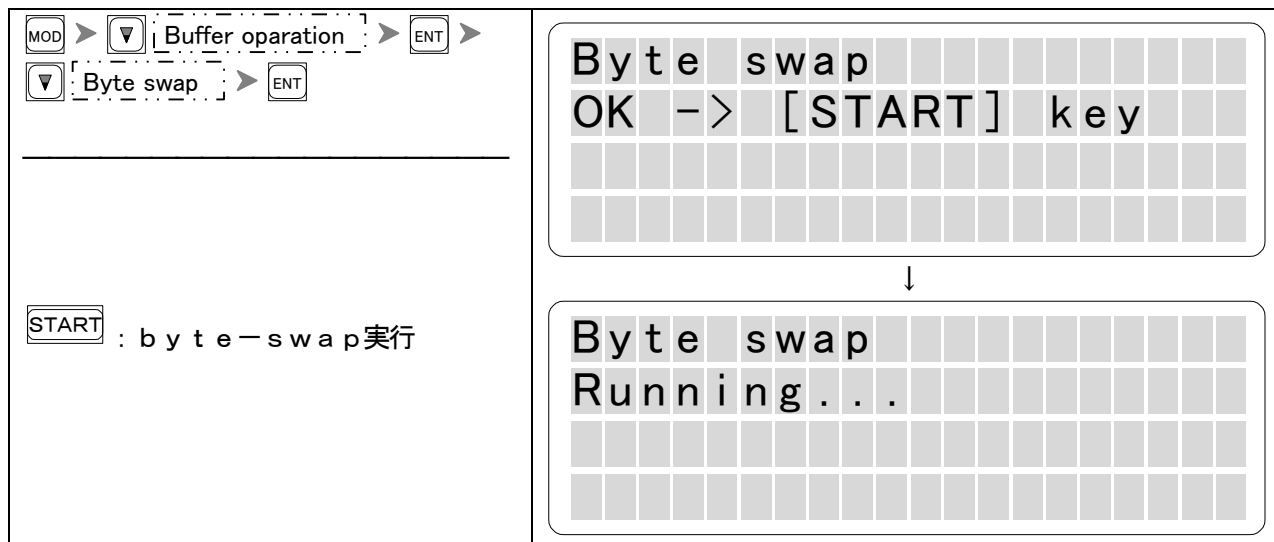 MOD ➤ ▼ Buffer oparation ➤ ENT ➤
▼ Byte swap ➤ ENT
START : byte－swap実行
Byte swap
OK -> [START] key
↓
Byte swap
Running...